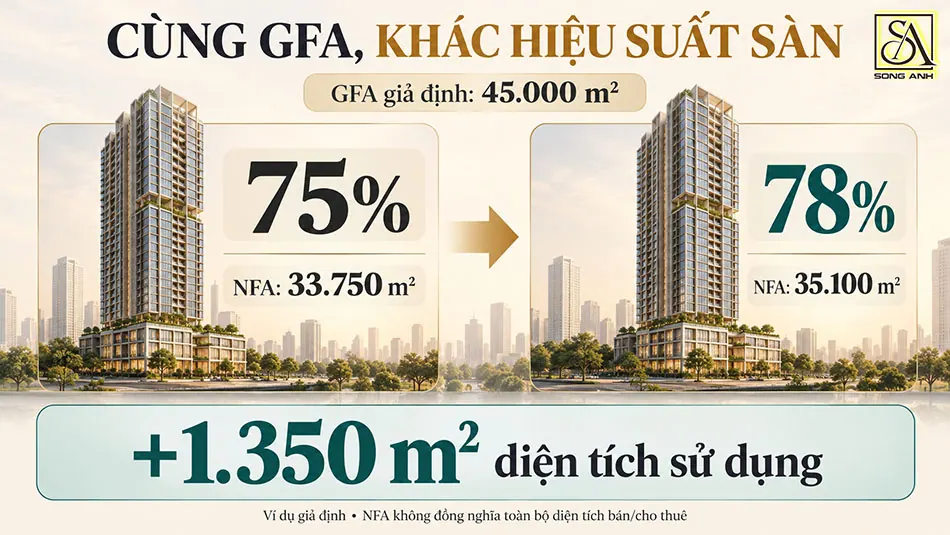 CÙNG GFA, KHÁC HIỆU SUẤT SÀN
SA
SONG ANH
GFA giả định: 45.000 m²
75%
NFA: 33.750 m²
78%
NFA: 35.100 m²
+1.350 m² diện tích sử dụng
Ví dụ giả định • NFA không đồng nghĩa toàn bộ diện tích bán/cho thuê